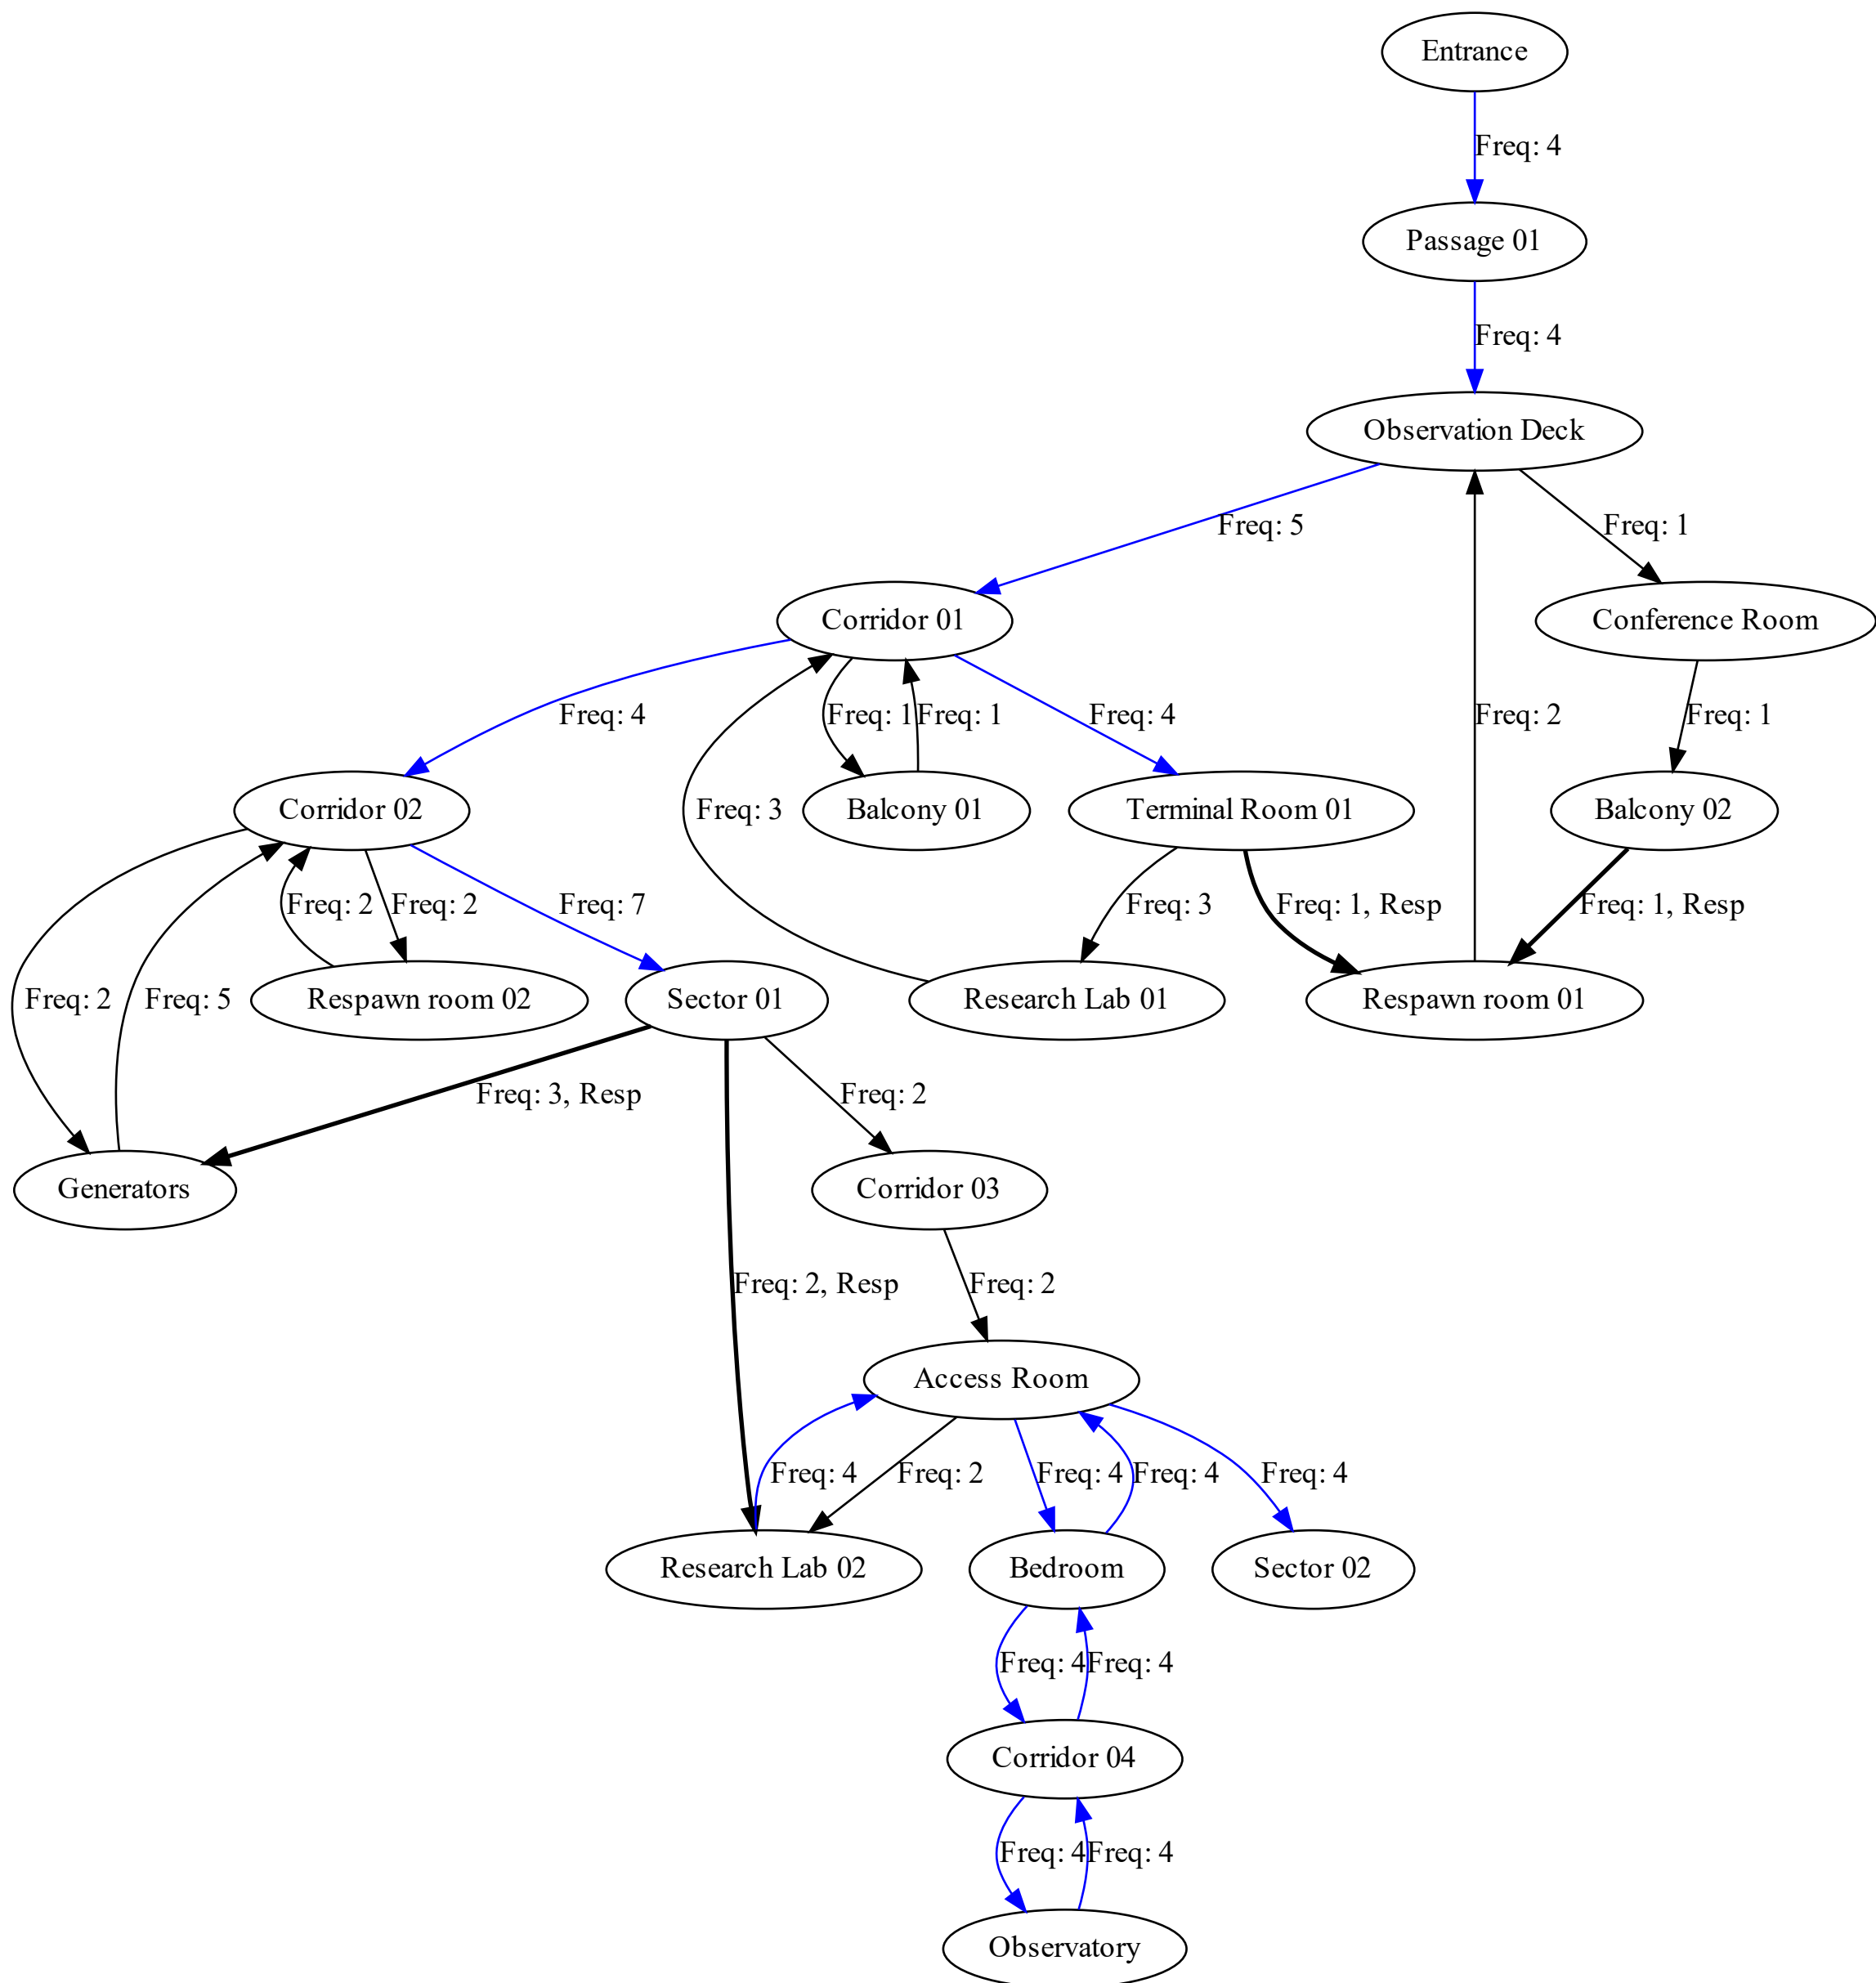 Entrance
Freq: 4
Passage 01
Freq: 4
Observation Deck
Freq: 5
Freq: 1
Corridor 01
Conference Room
Freq: 4
Freq: 1
Freq: 1
Freq: 4
Freq: 2
Freq: 1
Corridor 02
Freq: 3
Balcony 01
Terminal Room 01
Balcony 02
Freq: 2
Freq: 2
Freq: 7
Freq: 3
Freq: 1, Resp
Freq: 1, Resp
Freq: 2
Freq: 5
Respawn room 02
Sector 01
Research Lab 01
Respawn room 01
Freq: 3, Resp
Freq: 2
Generators
Corridor 03
Freq: 2, Resp
Freq: 2
Access Room
Freq: 4
Freq: 2
Freq: 4
Freq: 4
Freq: 4
Research Lab 02
Bedroom
Sector 02
Freq: 4
Freq: 4
Corridor 04
Freq: 4
Freq: 4
Observatory